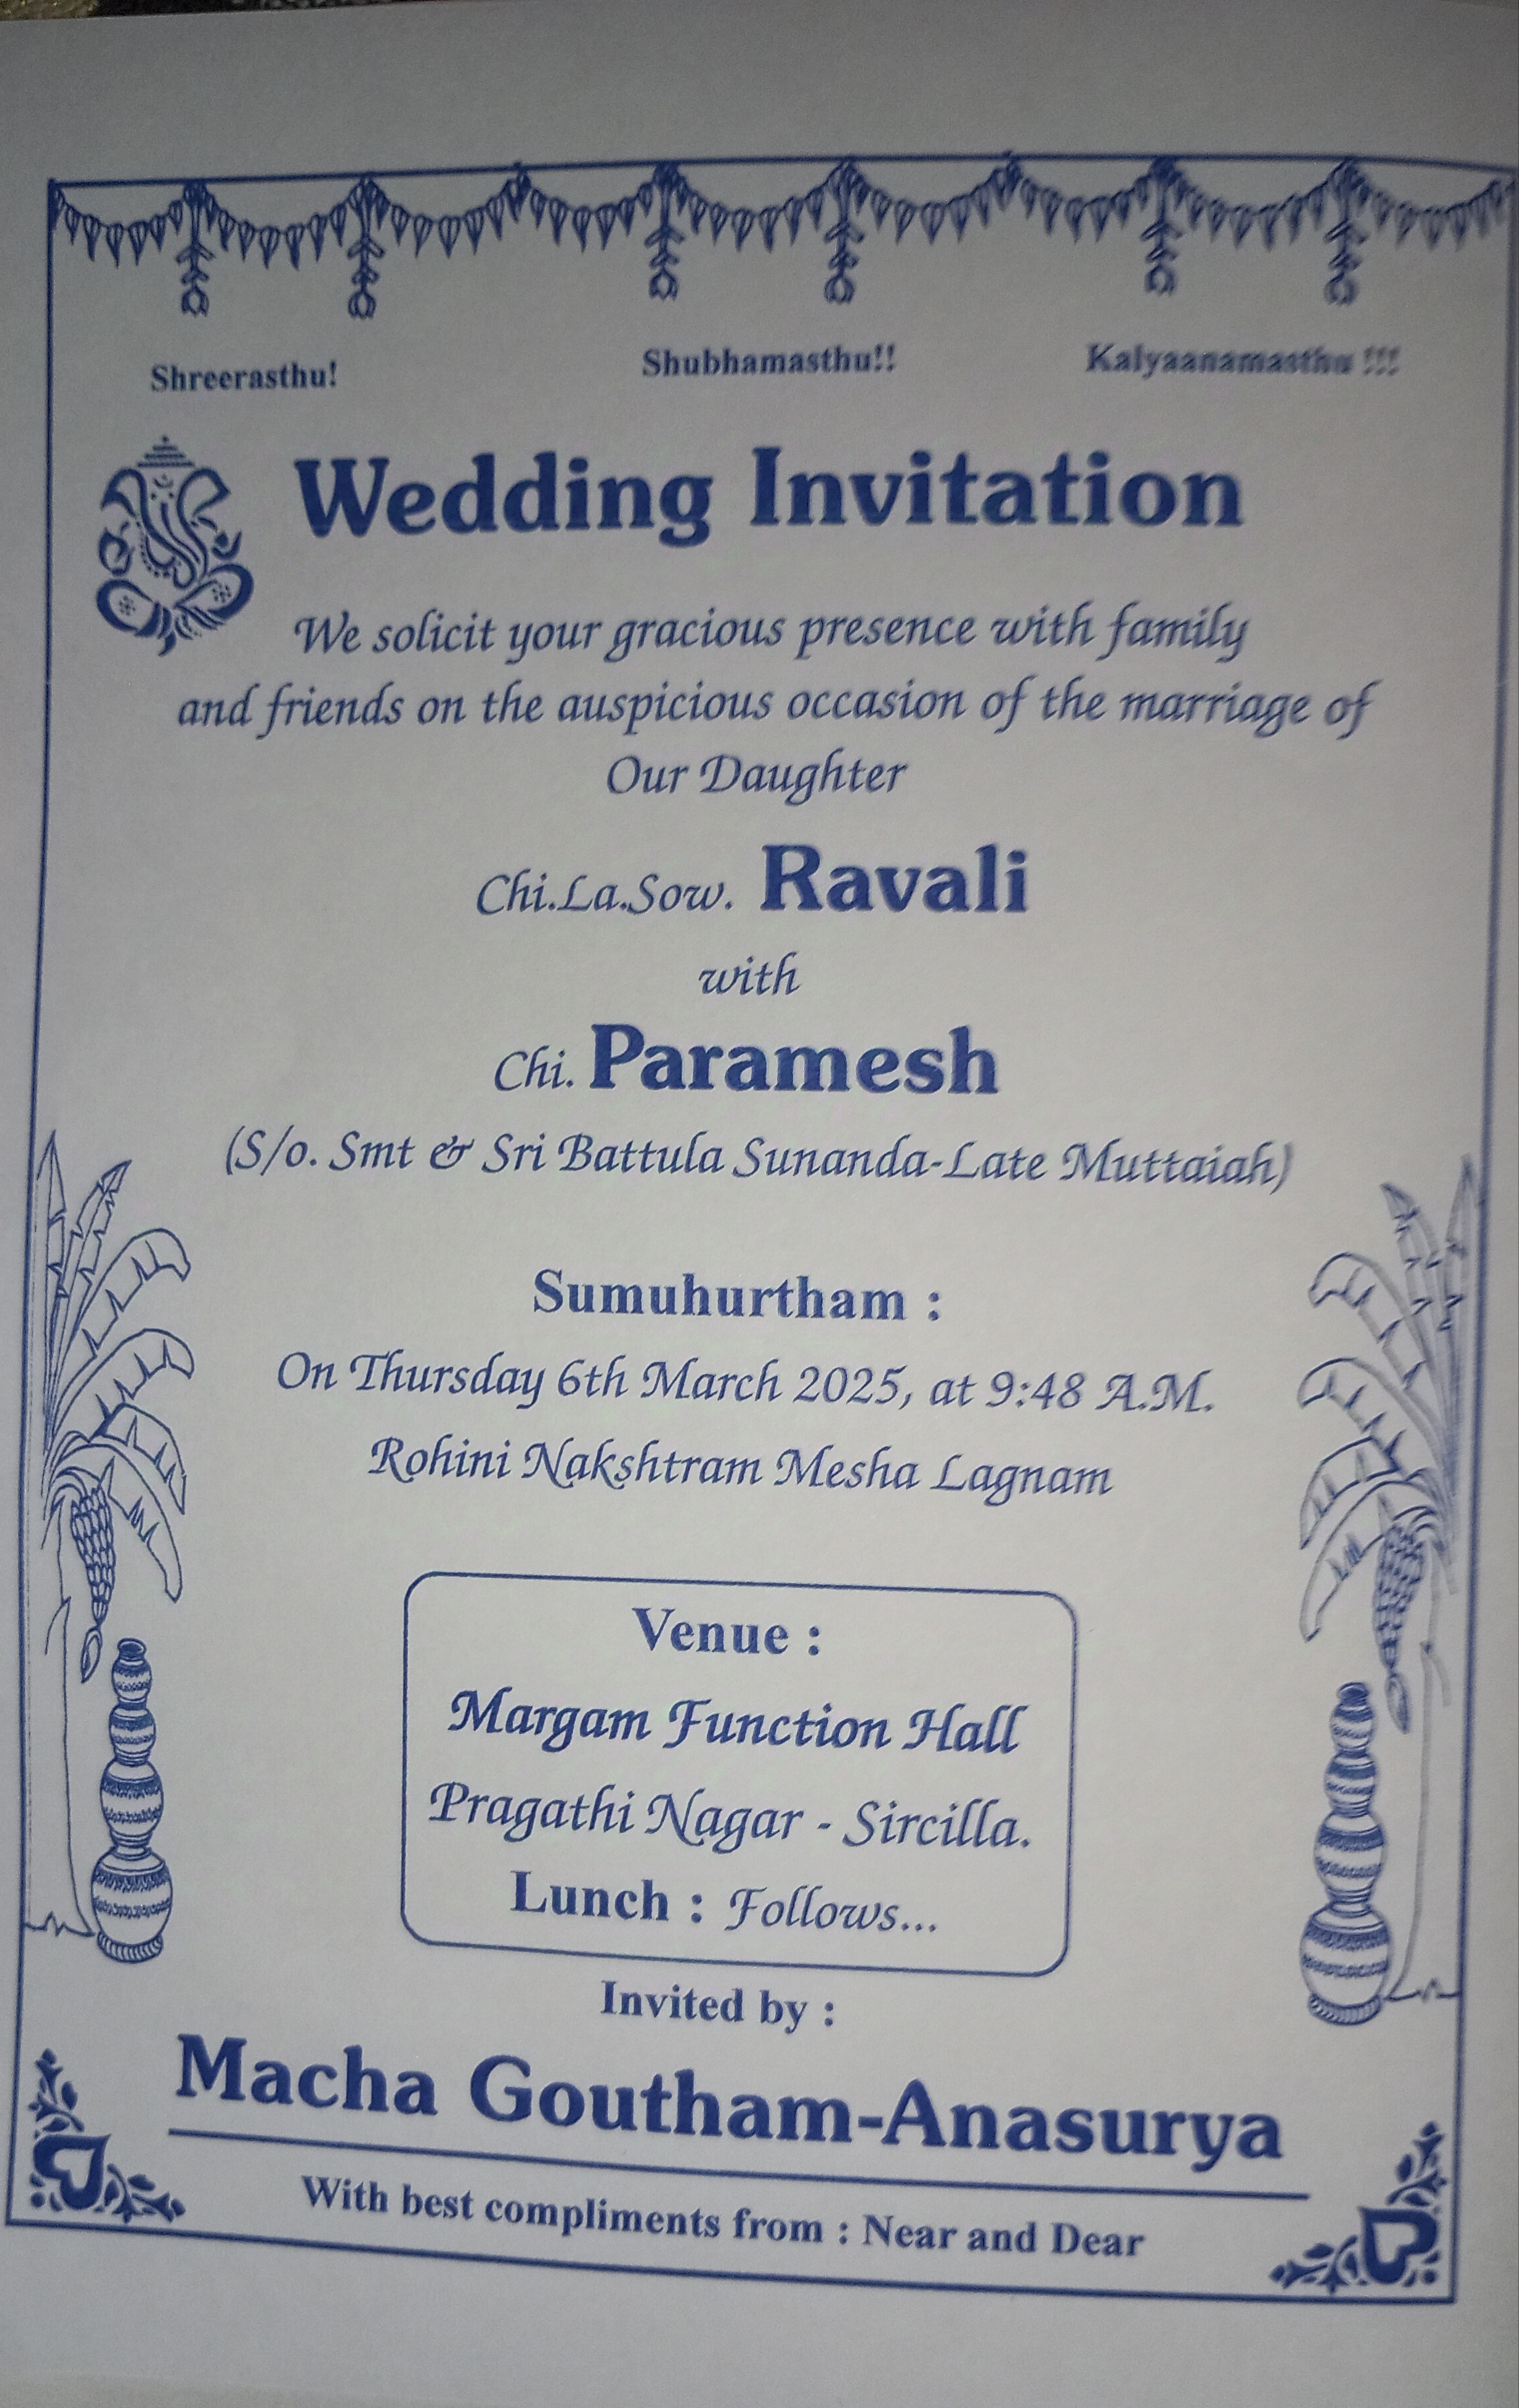 Shreerasthu! Shubhamasthu!! Kalyaanamasthu !!!
Wedding Invitation
We solicit your gracious presence with family
and friends on the auspicious occasion of the marriage of
Our Daughter
Chi.La.Sow. Ravali
with
Chi. Paramesh
(S/o. Smt & Sri Battula Sunanda-Late Muttaiah)
Sumuhurtham :
On Thursday 6th March 2025, at 9:48 A.M.
Rohini Nakshtram Mesha Lagnam
Venue :
Margam Function Hall
Pragathi Nagar - Sircilla.
Lunch : Follows...
Invited by :
Macha Goutham-Anasurya
With best compliments from : Near and Dear